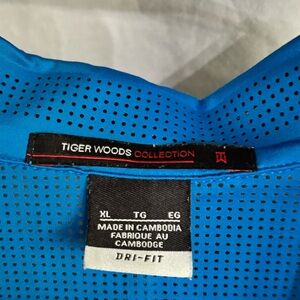 TIGER WOODS COLLECTION
XL TG EG
MADE IN CAMBODIA
FABRIQUE AU
CAMBODGE
DRI-FIT